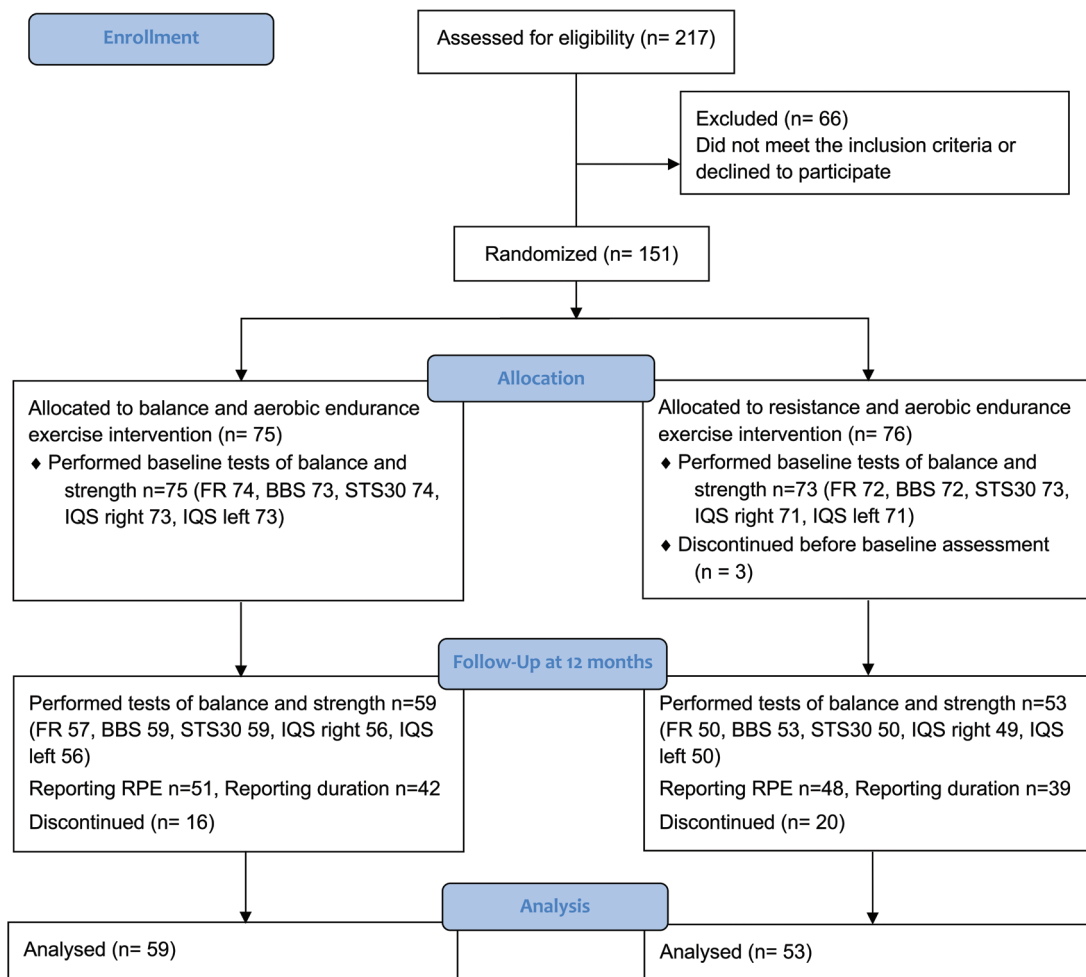 Enrollment
Assessed for eligibility (n= 217)
Excluded (n= 66)
Did not meet the inclusion criteria or
declined to participate
Randomized (n= 151)
Allocation
Allocated to balance and aerobic endurance
exercise intervention (n= 75)
♦ Performed baseline tests of balance and
strength n=75 (FR 74, BBS 73, STS30 74,
IQS right 73, IQS left 73)
Allocated to resistance and aerobic endurance
exercise intervention (n= 76)
♦ Performed baseline tests of balance and
strength n=73 (FR 72, BBS 72, STS30 73,
IQS right 71, IQS left 71)
♦ Discontinued before baseline assessment
(n = 3)
Follow-Up at 12 months
Performed tests of balance and strength n=59
(FR 57, BBS 59, STS30 59, IQS right 56, IQS
left 56)
Reporting RPE n=51, Reporting duration n=42
Discontinued (n= 16)
Performed tests of balance and strength n=53
(FR 50, BBS 53, STS30 50, IQS right 49, IQS
left 50)
Reporting RPE n=48, Reporting duration n=39
Discontinued (n= 20)
Analysis
Analysed (n= 59)
Analysed (n= 53)